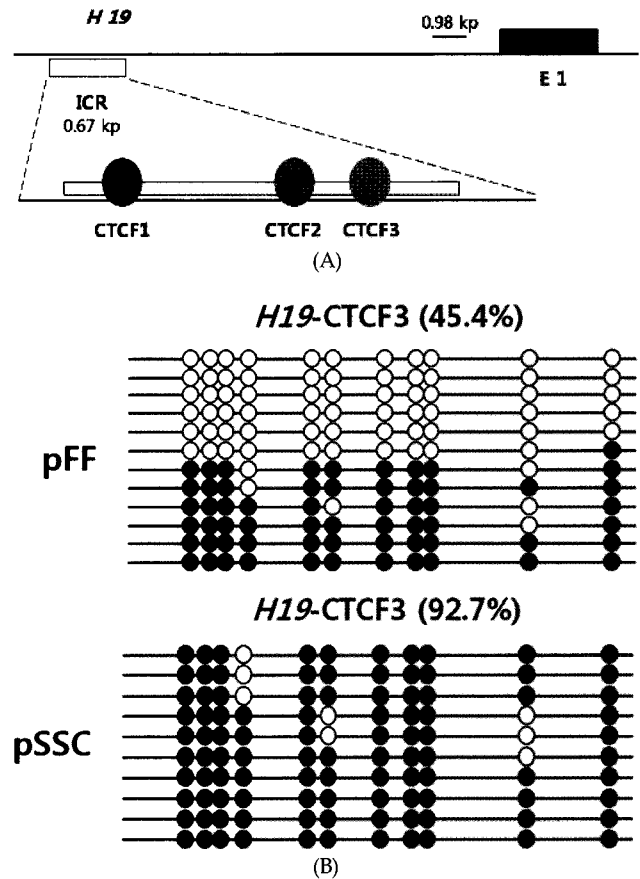 H 19
0.98 kp
E 1
ICR
0.67 kp
CTCF1
CTCF2
CTCF3
(A)
H19-CTCF3 (45.4%)
pFF
H19-CTCF3 (92.7%)
pSSC
(B)